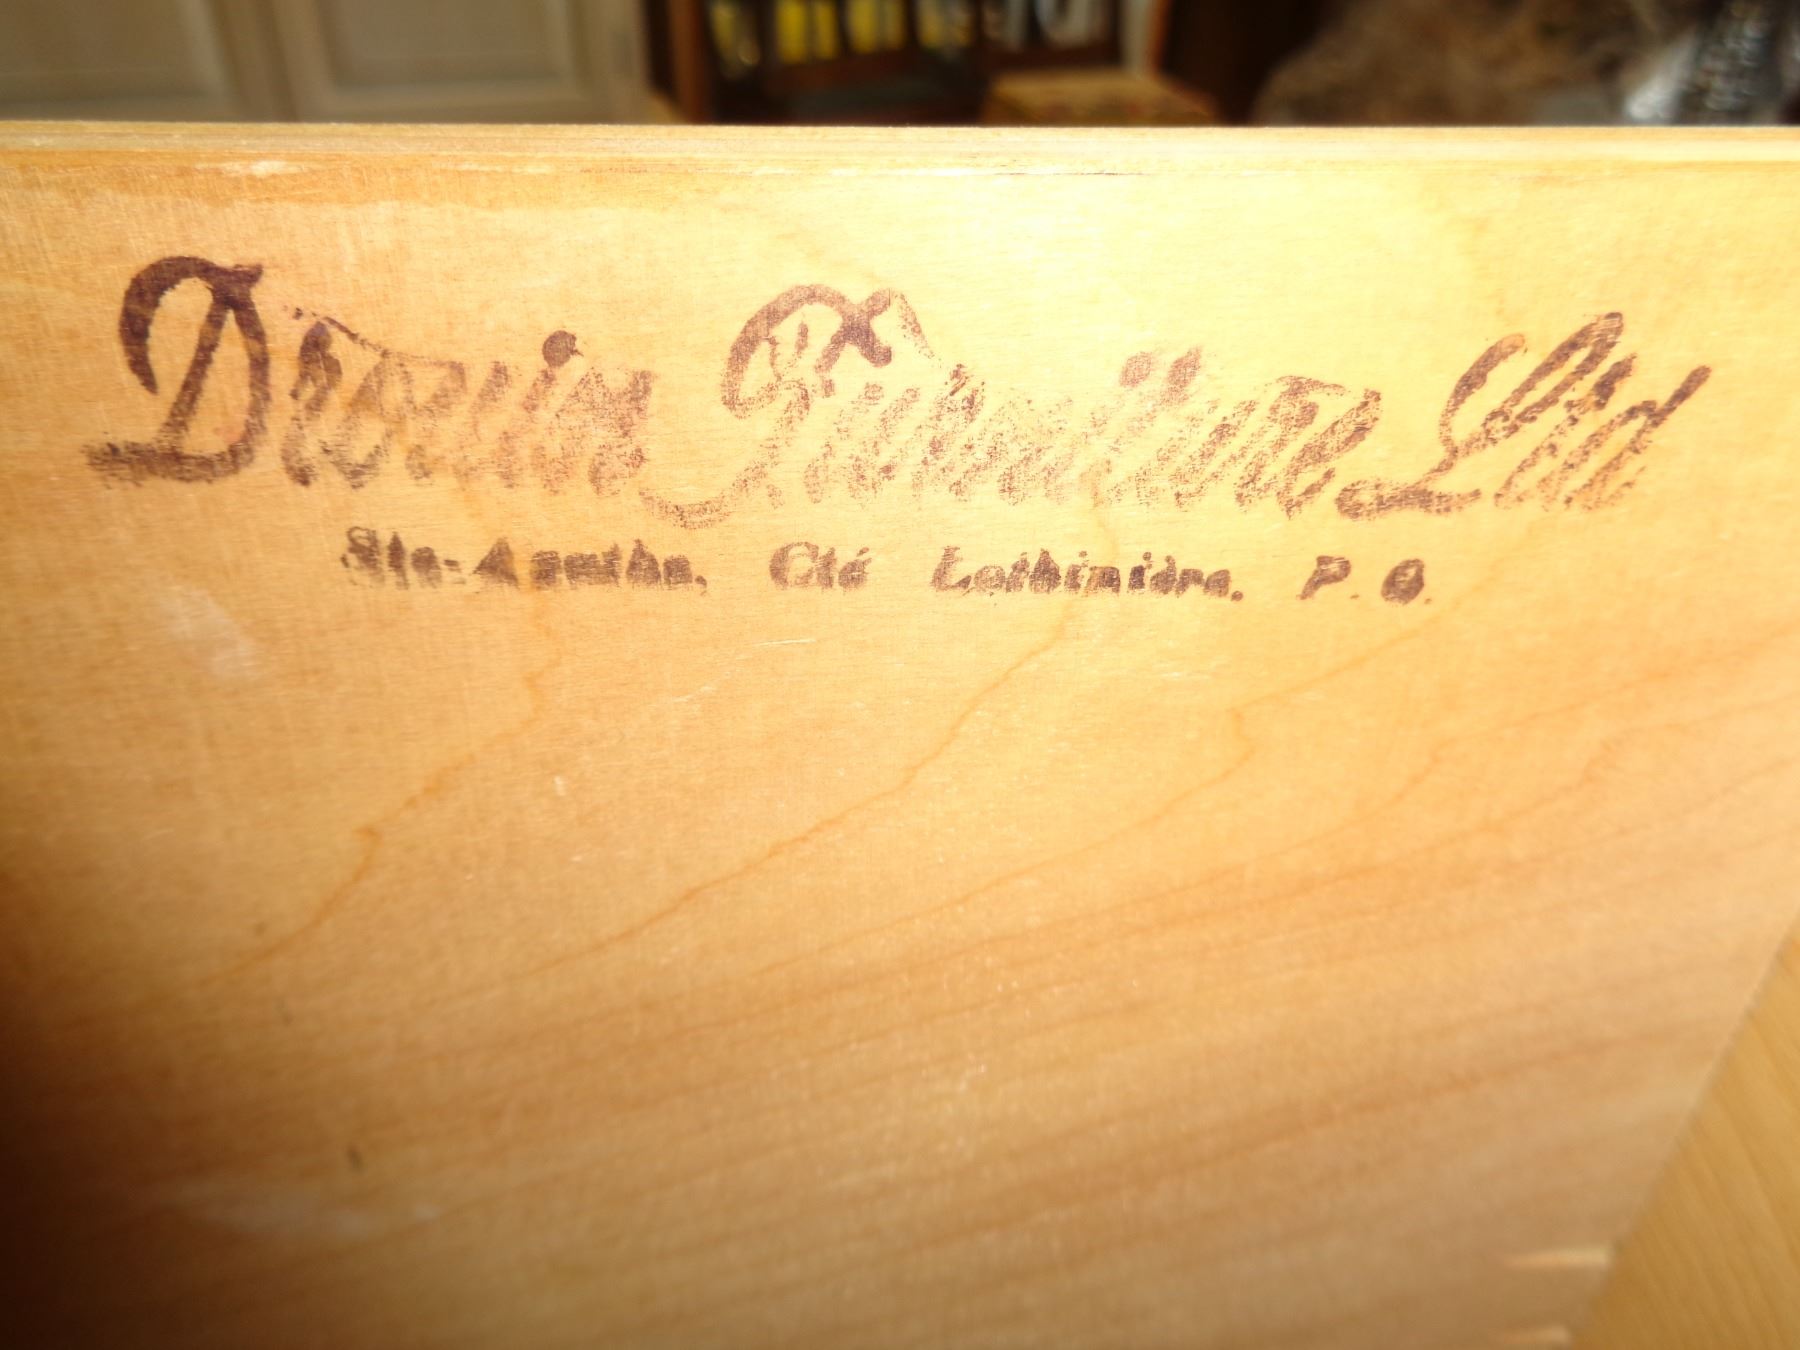 Drouin Furniture Ltd
Ste-Agathe, Cté Lotbinière, P. Q.